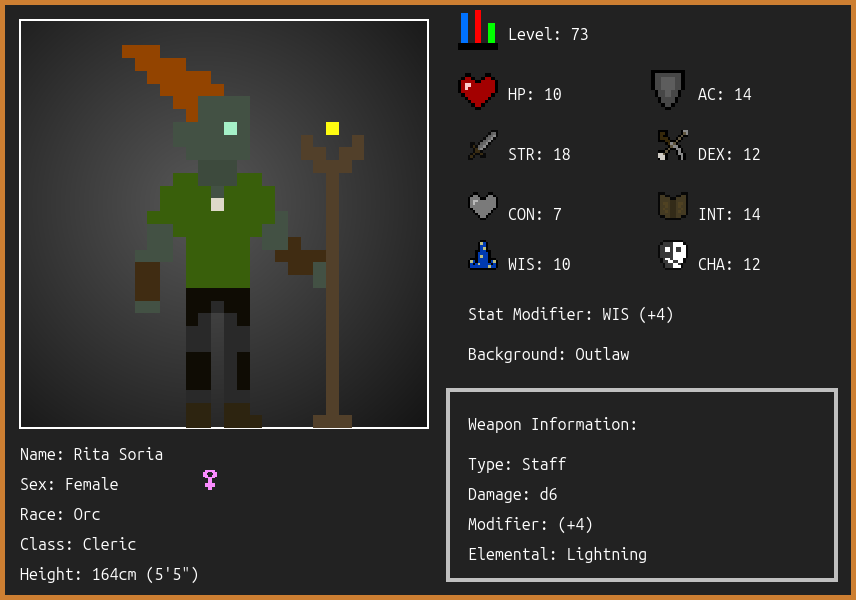 Level: 73
HP: 10
AC: 14
STR: 18
DEX: 12
CON: 7
INT: 14
WIS: 10
CHA: 12
Stat Modifier: WIS (+4)
Background: Outlaw
Weapon Information:
Type: Staff
Damage: d6
Modifier: (+4)
Elemental: Lightning
Name: Rita Soria
Sex: Female
Race: Orc
Class: Cleric
Height: 164cm (5'5")